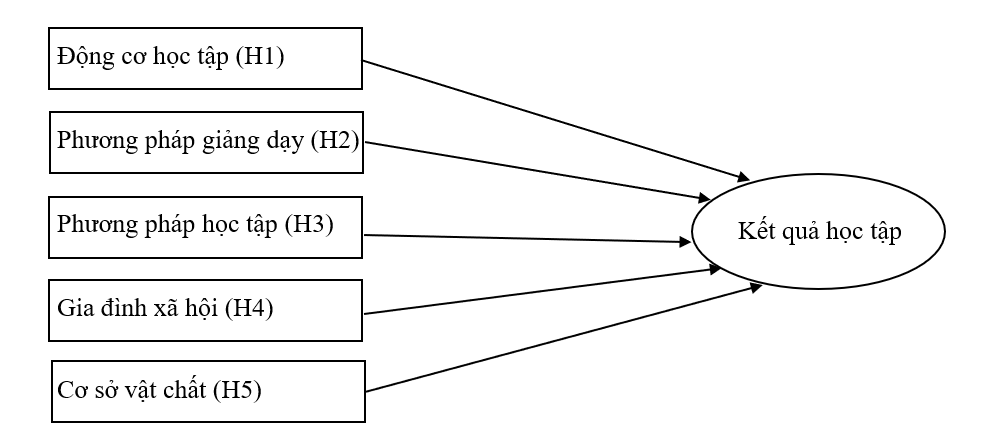 Động cơ học tập (H1)
Phương pháp giảng dạy (H2)
Phương pháp học tập (H3)
Kết quả học tập
Gia đình xã hội (H4)
Cơ sở vật chất (H5)